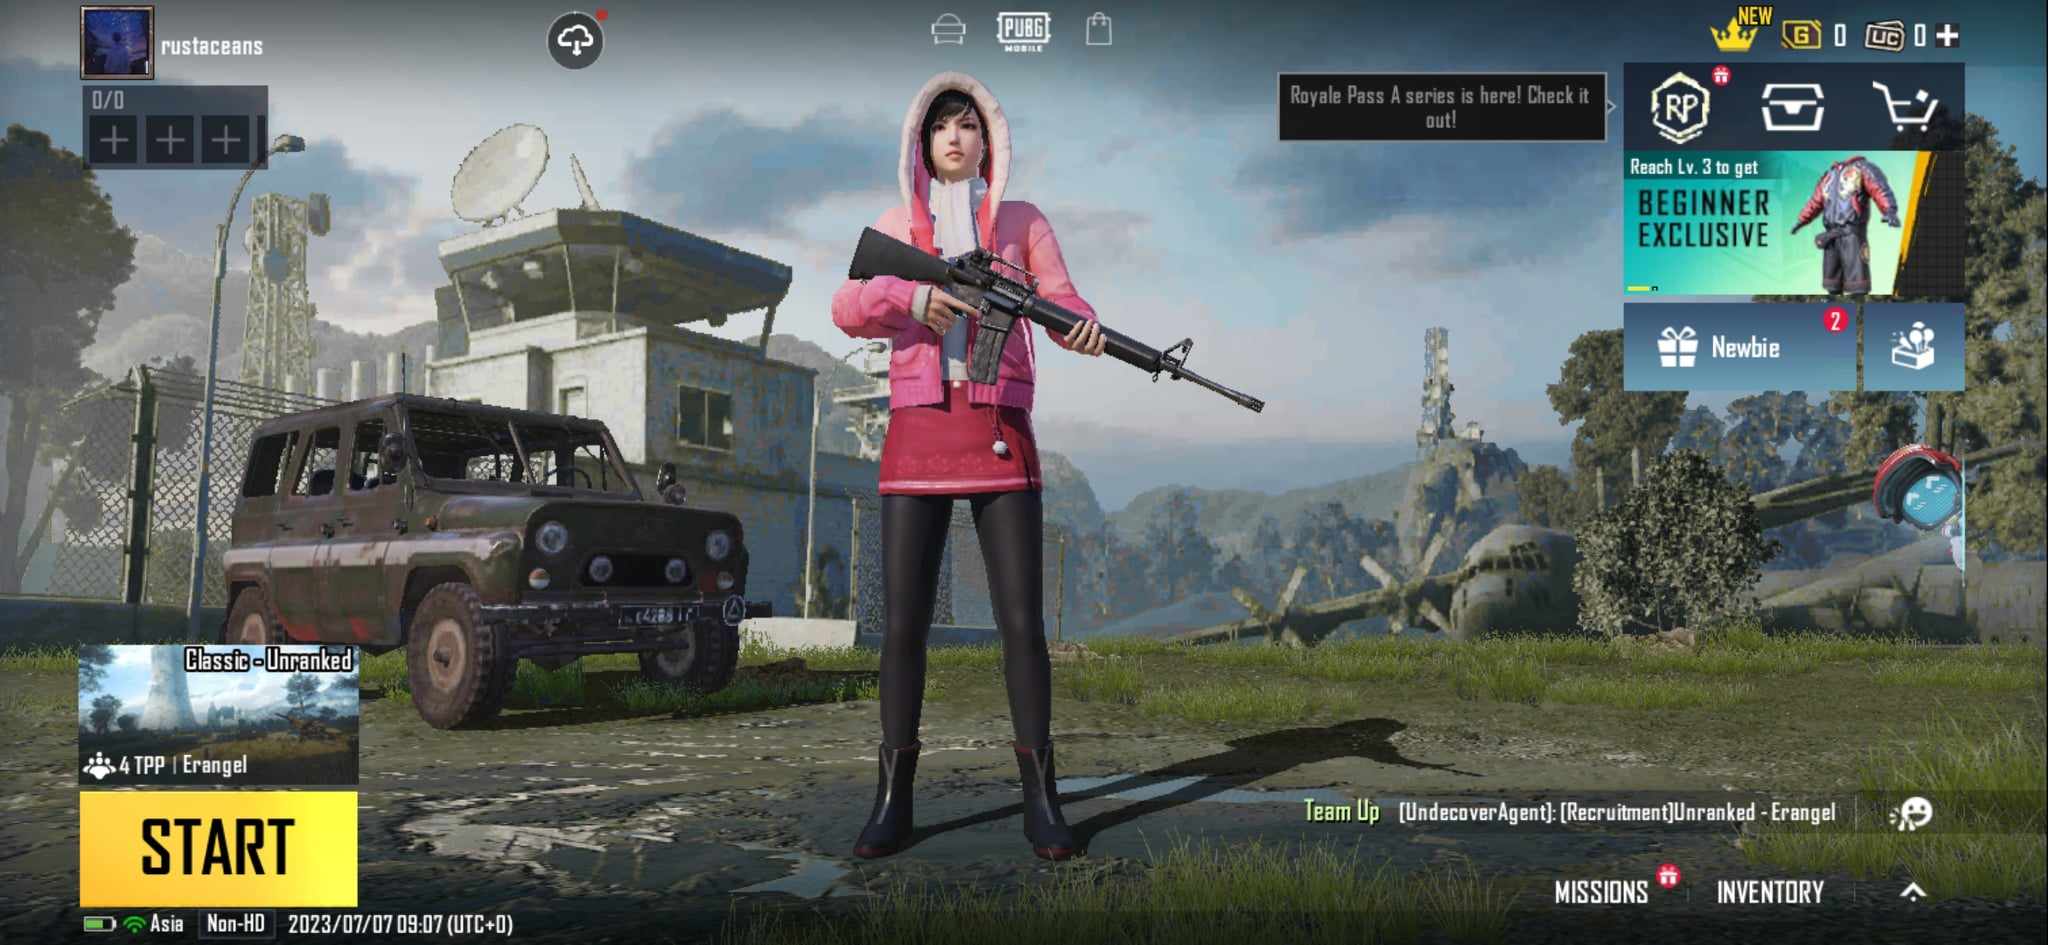 rustaceans
0/0
PUBG
MOBILE
NEW
G 0
UC 0
Royale Pass A series is here! Check it
out!
RP
Reach Lv. 3 to get
BEGINNER
EXCLUSIVE
2
Newbie
Classic - Unranked
4 TPP | Erangel
START
Team Up [UndecoverAgent]: [Recruitment]Unranked - Erangel
MISSIONS
INVENTORY
Asia Non-HD 2023/07/07 09:07 (UTC+0)